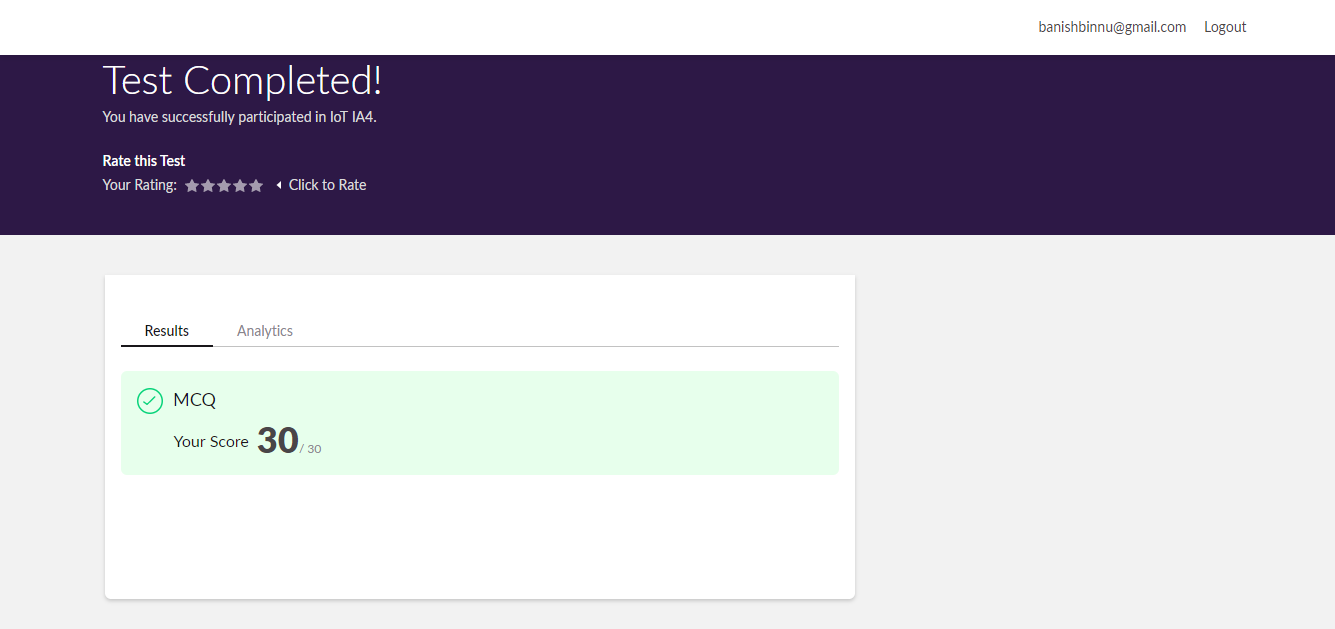 banishbinnu@gmail.com Logout
Test Completed!
You have successfully participated in IoT IA4.
Rate this Test
Your Rating: Click to Rate
Results Analytics
MCQ
Your Score 30 / 30